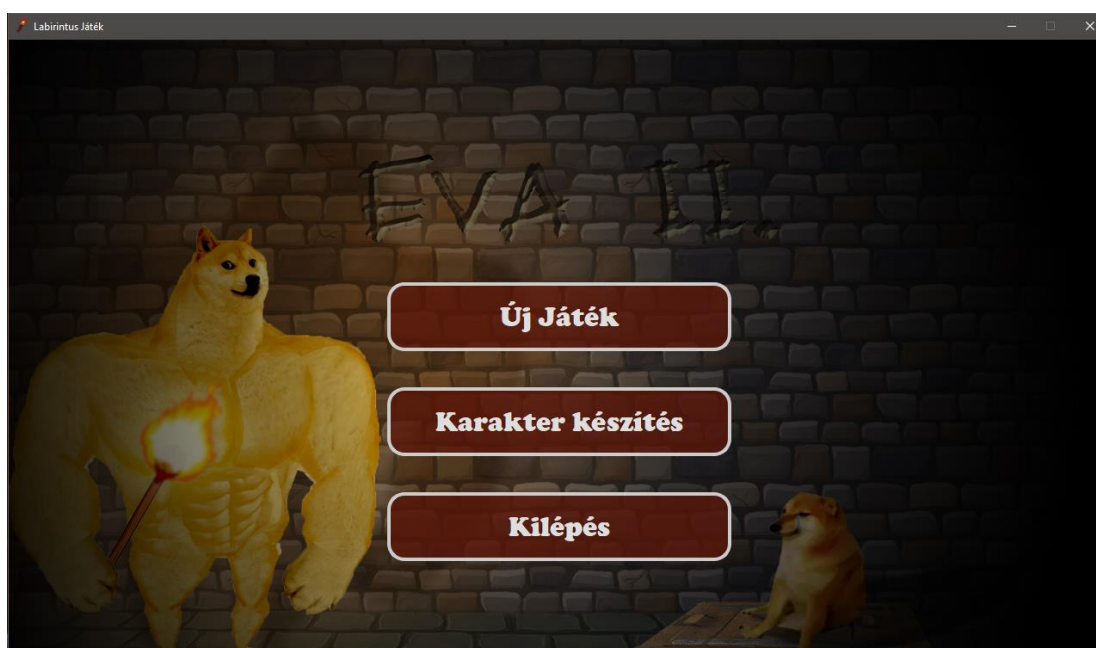 Labirintus Játék
EVA II.
Új Játék
Karakter készítés
Kilépés